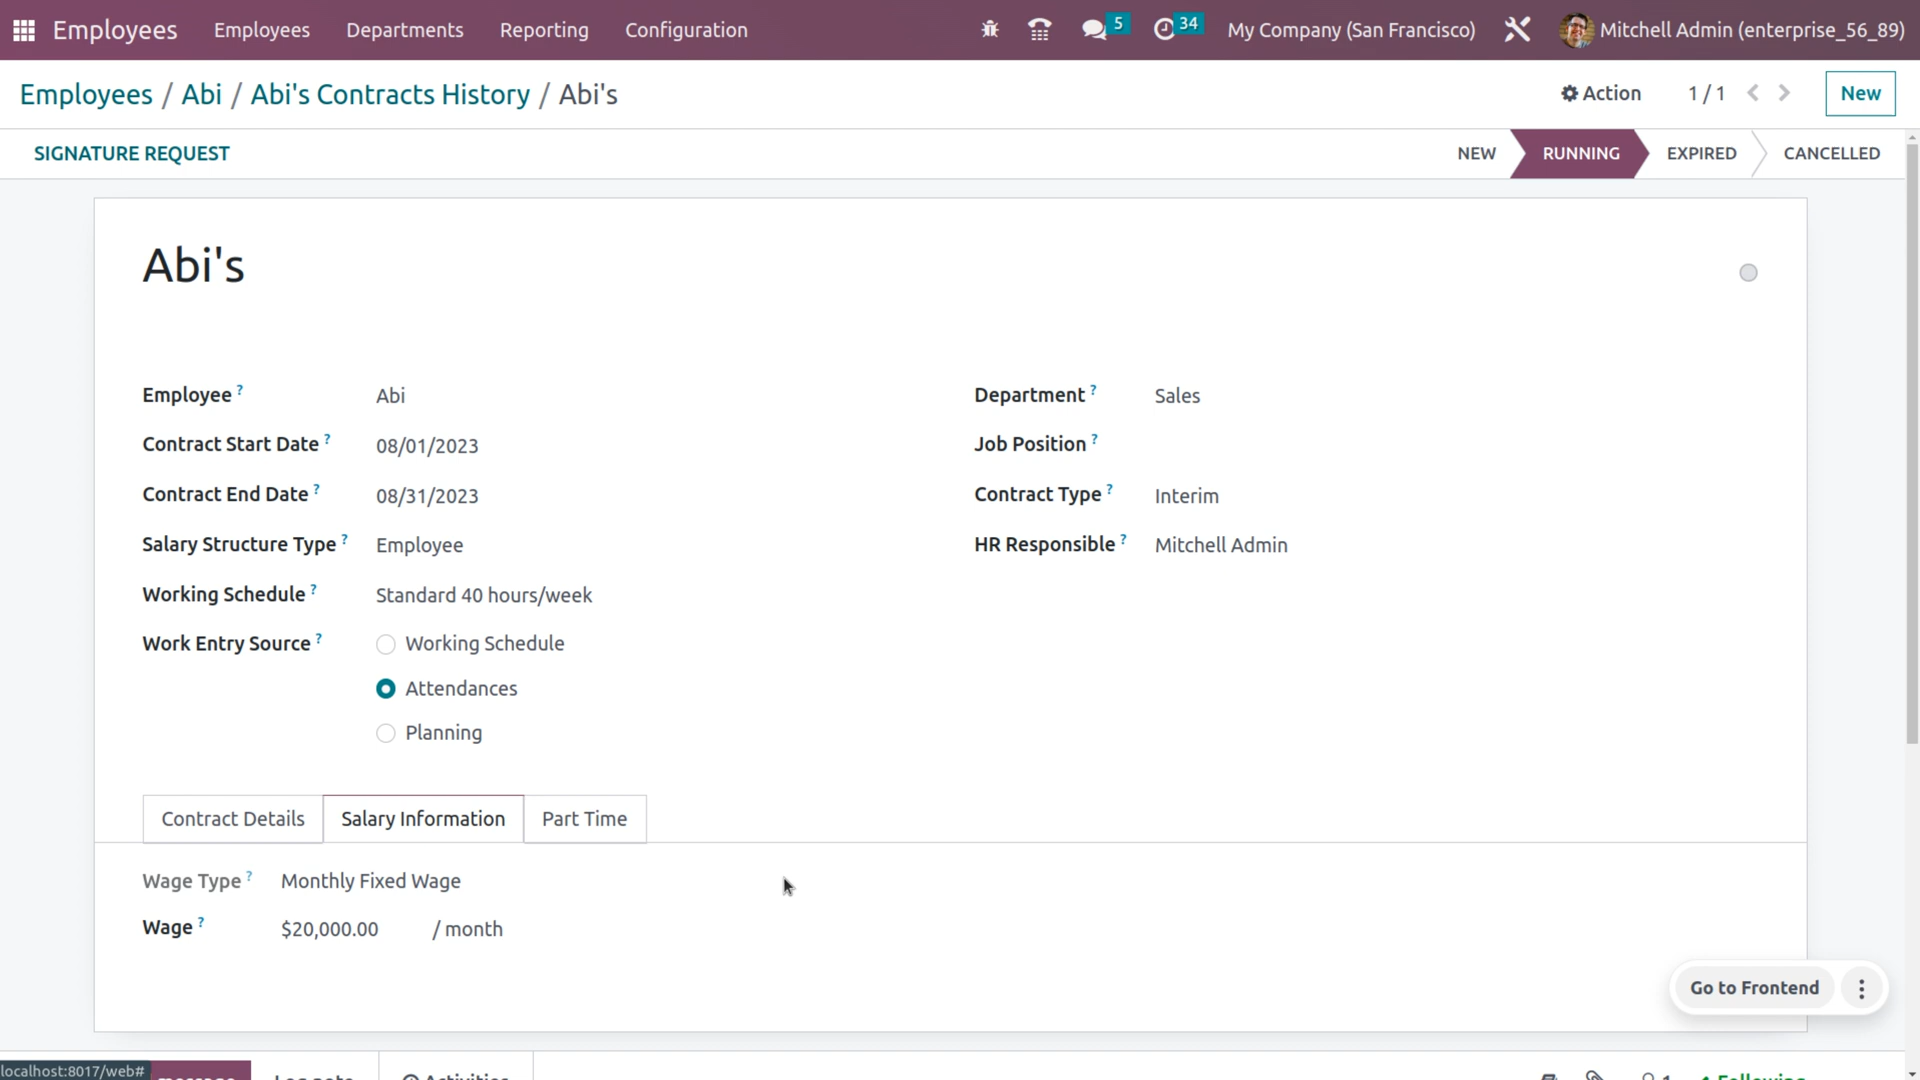 Employees Employees Departments Reporting Configuration 5 34 My Company (San Francisco) Mitchell Admin (enterprise_56_89)
Employees / Abi / Abi's Contracts History / Abi's Action 1 / 1 New
SIGNATURE REQUEST NEW RUNNING EXPIRED CANCELLED
Abi's
Employee ? Abi Department ? Sales
Contract Start Date ? 08/01/2023 Job Position ?
Contract End Date ? 08/31/2023 Contract Type ? Interim
Salary Structure Type ? Employee HR Responsible ? Mitchell Admin
Working Schedule ? Standard 40 hours/week
Work Entry Source ? Working Schedule
Attendances
Planning
Contract Details Salary Information Part Time
Wage Type ? Monthly Fixed Wage
Wage ? $20,000.00 / month
Go to Frontend
localhost:8017/web# Log note Activities 1 Following